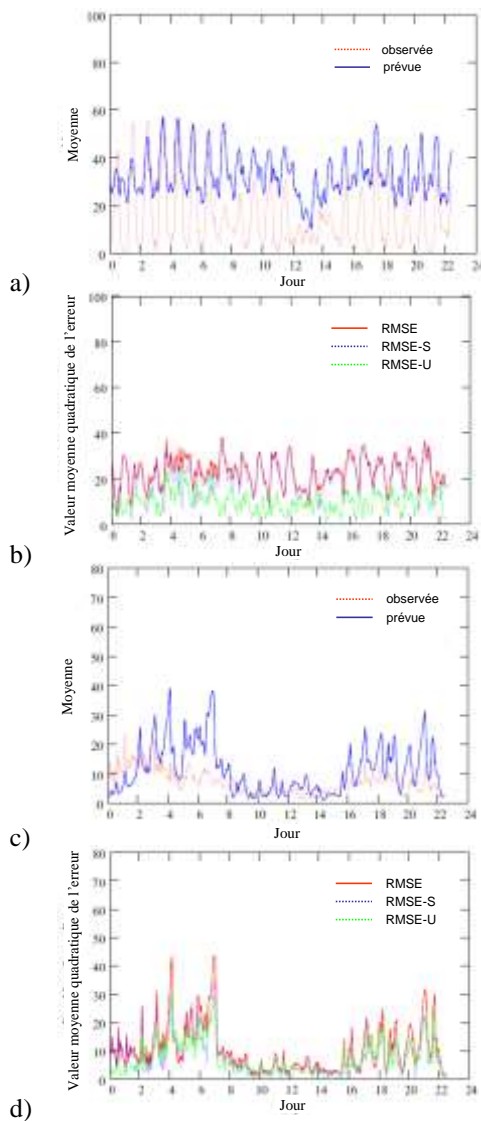 100
80
60
40
20
0
Moyenne
observée
prévue
0 2 4 6 8 10 12 14 16 18 20 22 24
Jour
a)
100
80
60
40
20
0
Valeur moyenne quadratique de l'erreur
RMSE
RMSE-S
RMSE-U
0 2 4 6 8 10 12 14 16 18 20 22 24
Jour
b)
80
70
60
50
40
30
20
10
0
Moyenne
observée
prévue
0 2 4 6 8 10 12 14 16 18 20 22 24
Jour
c)
80
70
60
50
40
30
20
10
0
Valeur moyenne quadratique de l'erreur
RMSE
RMSE-S
RMSE-U
0 2 4 6 8 10 12 14 16 18 20 22 24
Jour
d)